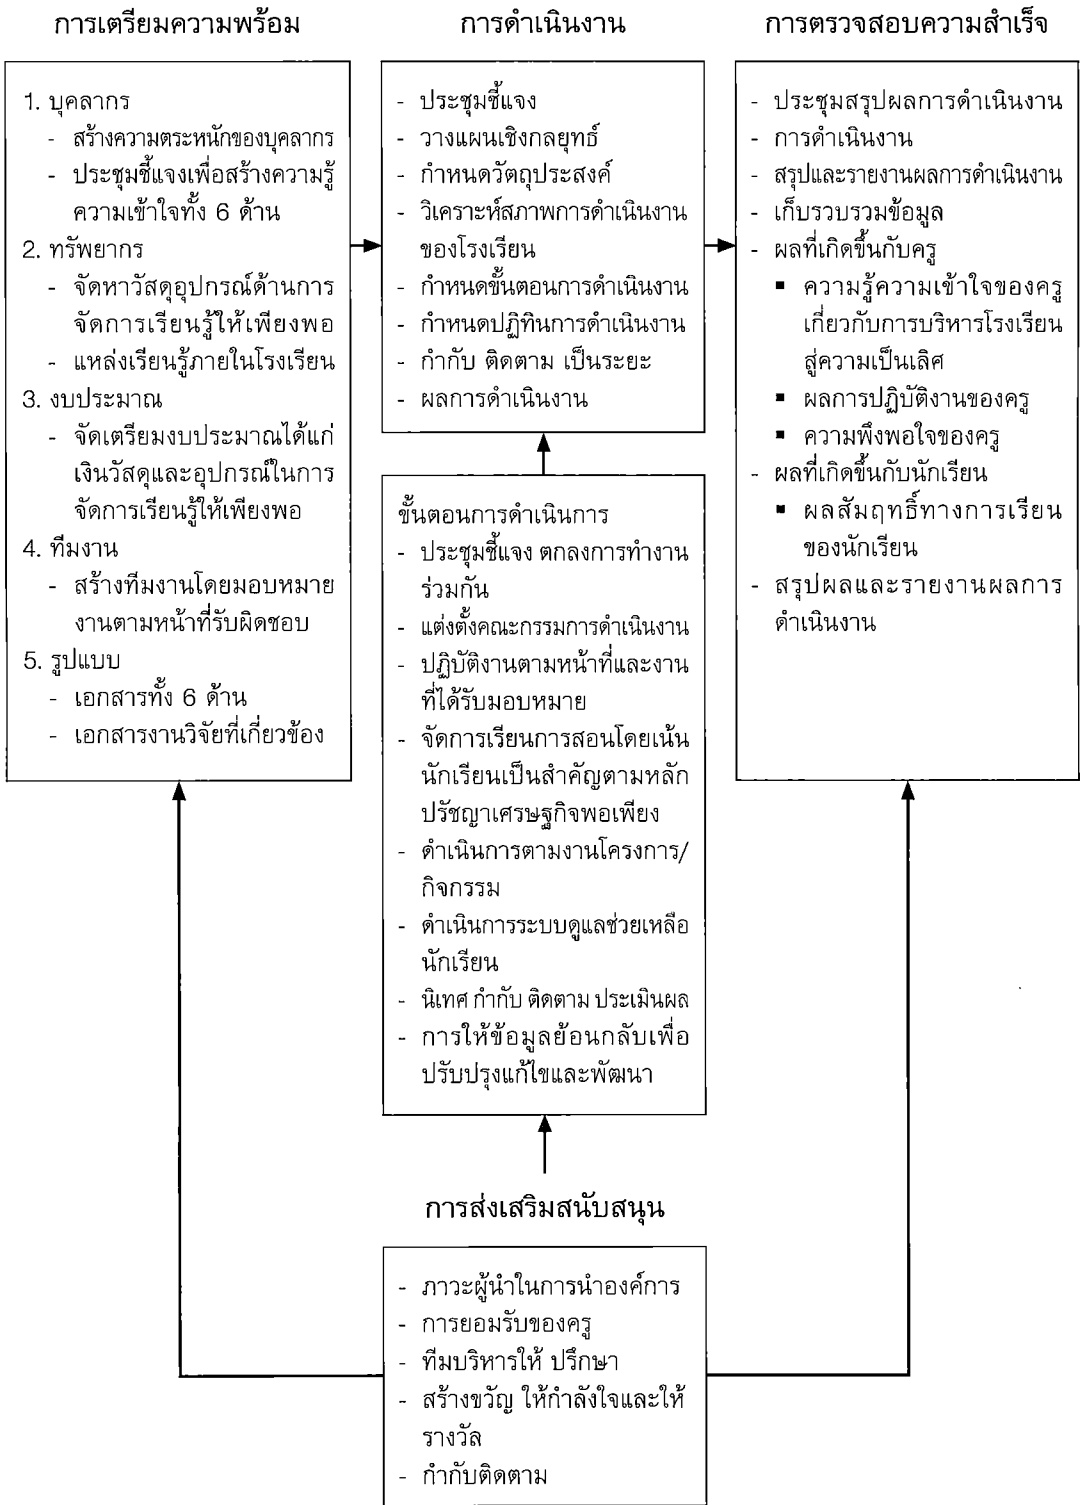 การเตรียมความพร้อม
1. บุคลากร
- สร้างความตระหนักของบุคลากร
- ประชุมชี้แจงเพื่อสร้างความรู้
ความเข้าใจทั้ง 6 ด้าน
2. ทรัพยากร
- จัดหาวัสดุอุปกรณ์ด้านการ
จัดการเรียนรู้ให้เพียงพอ
- แหล่งเรียนรู้ภายในโรงเรียน
3. งบประมาณ
- จัดเตรียมงบประมาณได้แก่
เงินวัสดุและอุปกรณ์ในการ
จัดการเรียนรู้ให้เพียงพอ
4. ทีมงาน
- สร้างทีมงานโดยมอบหมาย
งานตามหน้าที่รับผิดชอบ
5. รูปแบบ
- เอกสารทั้ง 6 ด้าน
- เอกสารงานวิจัยที่เกี่ยวข้อง
การดำเนินงาน
- ประชุมชี้แจง
- วางแผนเชิงกลยุทธ์
- กำหนดวัตถุประสงค์
- วิเคราะห์สภาพการดำเนินงาน
ของโรงเรียน
- กำหนดขั้นตอนการดำเนินงาน
- กำหนดปฏิทินการดำเนินงาน
- กำกับ ติดตาม เป็นระยะ
- ผลการดำเนินงาน
ขั้นตอนการดำเนินการ
- ประชุมชี้แจง ตกลงการทำงาน
ร่วมกัน
- แต่งตั้งคณะกรรมการดำเนินงาน
- ปฏิบัติงานตามหน้าที่และงาน
ที่ได้รับมอบหมาย
- จัดการเรียนการสอนโดยเน้น
นักเรียนเป็นสำคัญตามหลัก
ปรัชญาเศรษฐกิจพอเพียง
- ดำเนินการตามงานโครงการ/
กิจกรรม
- ดำเนินการระบบดูแลช่วยเหลือ
นักเรียน
- นิเทศ กำกับ ติดตาม ประเมินผล
- การให้ข้อมูลย้อนกลับเพื่อ
ปรับปรุงแก้ไขและพัฒนา
การตรวจสอบความสำเร็จ
- ประชุมสรุปผลการดำเนินงาน
- การดำเนินงาน
- สรุปและรายงานผลการดำเนินงาน
- เก็บรวบรวมข้อมูล
- ผลที่เกิดขึ้นกับครู
▪ ความรู้ความเข้าใจของครู
เกี่ยวกับการบริหารโรงเรียน
สู่ความเป็นเลิศ
▪ ผลการปฏิบัติงานของครู
▪ ความพึงพอใจของครู
- ผลที่เกิดขึ้นกับนักเรียน
▪ ผลสัมฤทธิ์ทางการเรียน
ของนักเรียน
- สรุปผลและรายงานผลการ
ดำเนินงาน
การส่งเสริมสนับสนุน
- ภาวะผู้นำในการนำองค์การ
- การยอมรับของครู
- ทีมบริหารให้ ปรึกษา
- สร้างขวัญ ให้กำลังใจและให้
รางวัล
- กำกับติดตาม